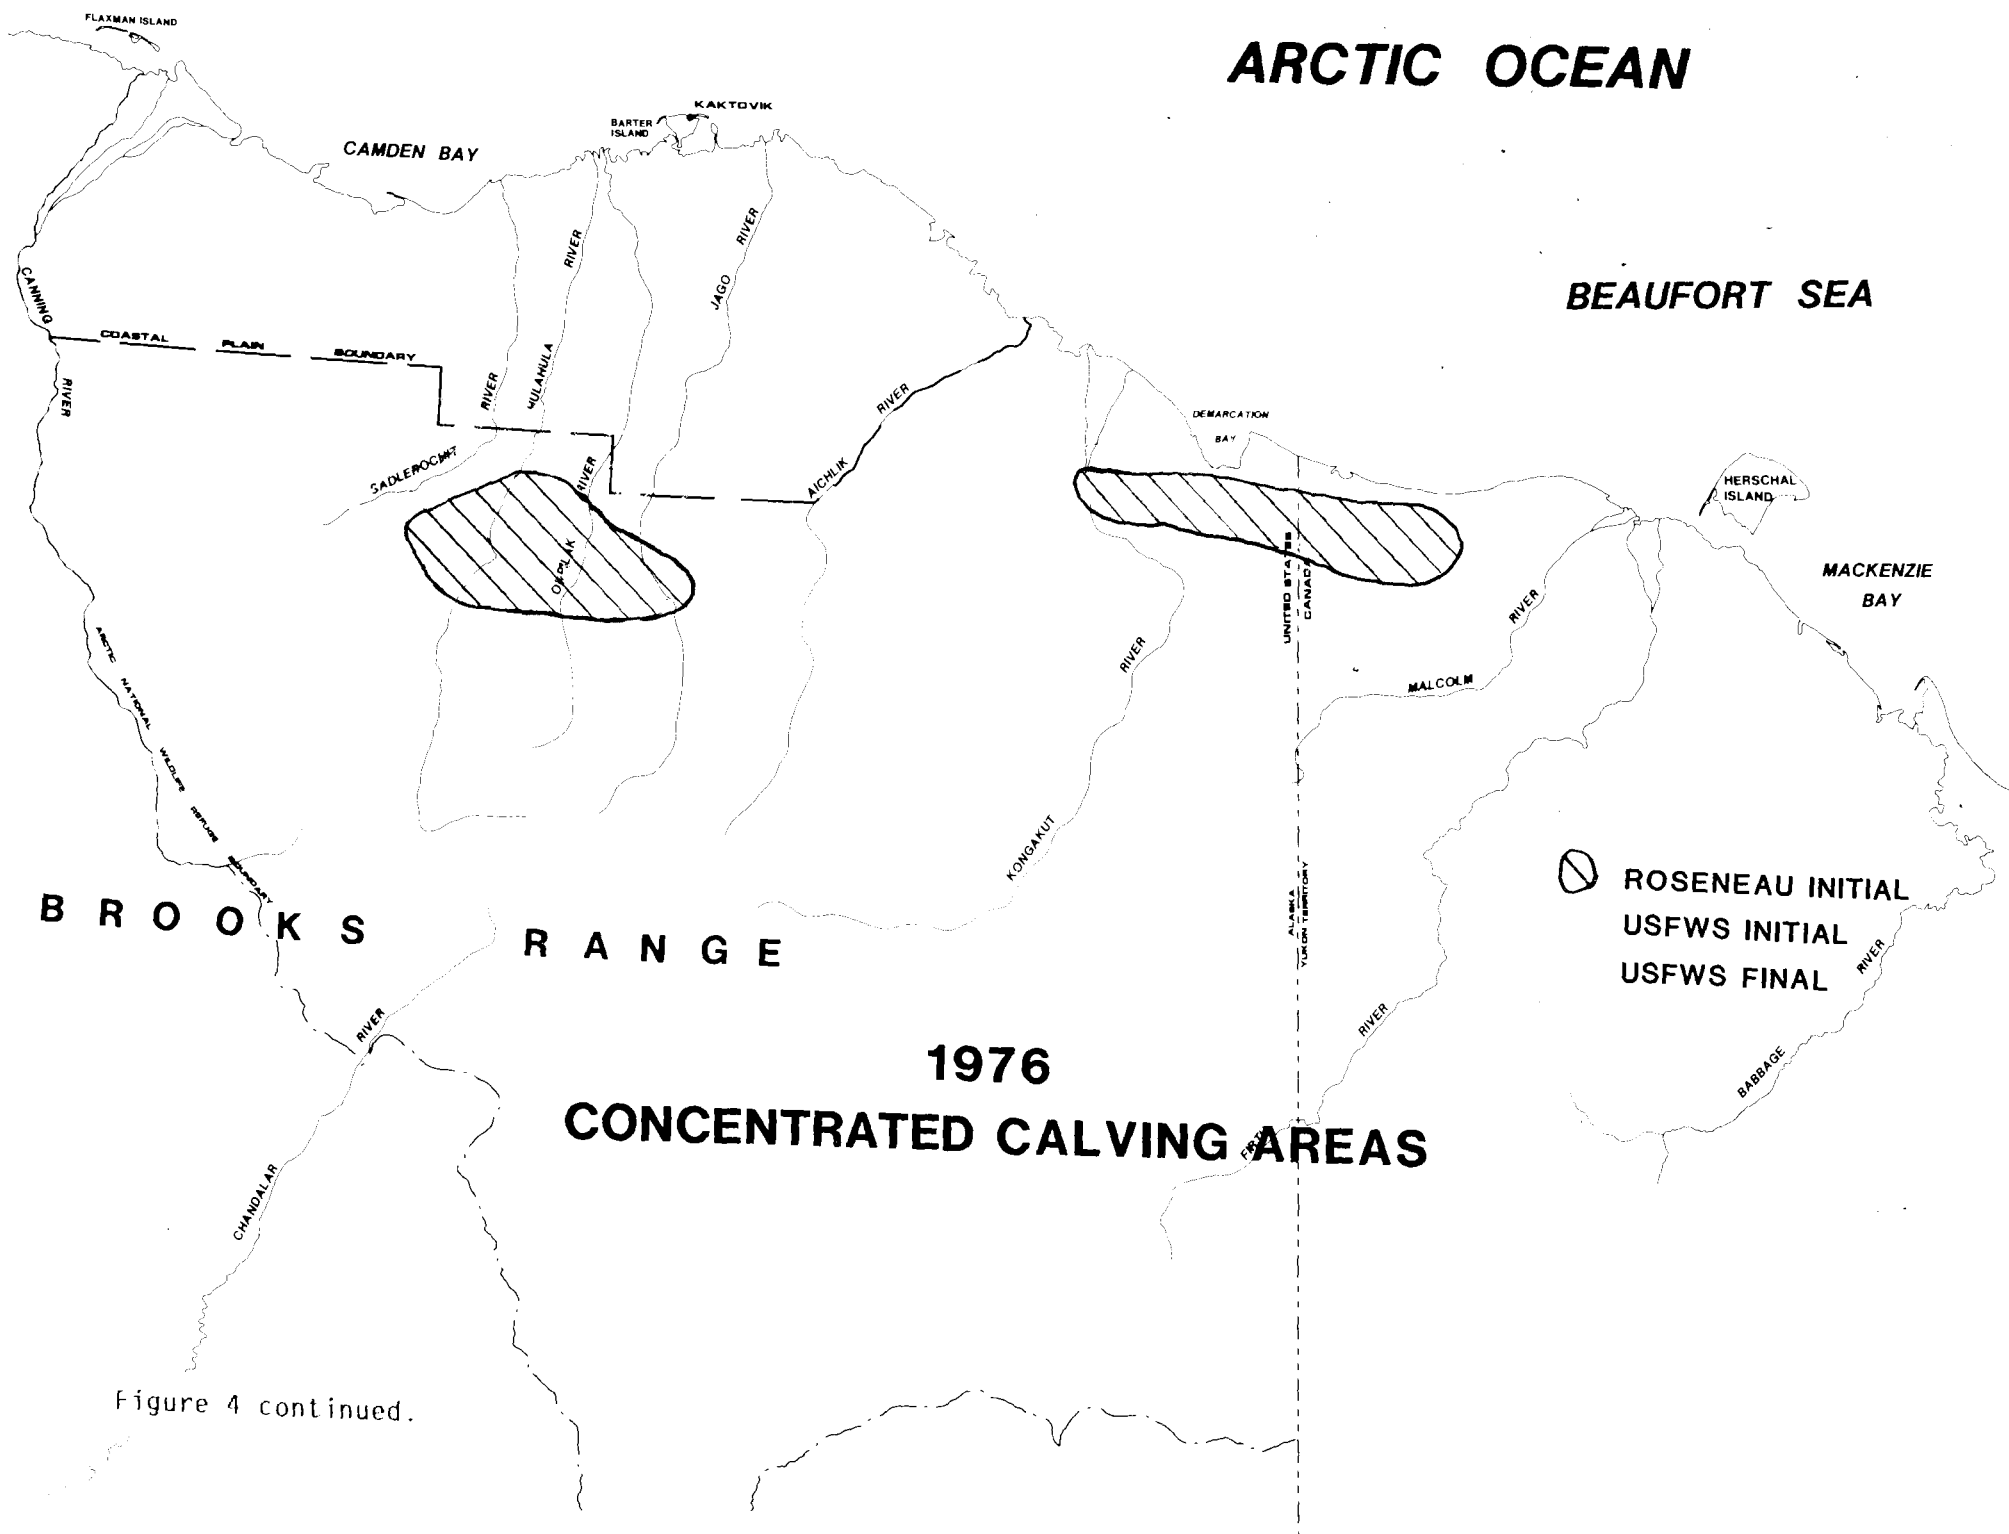 FLAXMAN ISLAND
ARCTIC OCEAN
KAKTOVIK
BARTER
ISLAND
CAMDEN BAY
BEAUFORT SEA
CANNING
RIVER
COASTAL PLAIN BOUNDARY
SADLEROCHIT
RIVER
HULAHULA
RIVER
OKPILAK
RIVER
JAGO
RIVER
AICHLIK
RIVER
DEMARCATION
BAY
HERSCHAL
ISLAND
MACKENZIE
BAY
UNITED STATES
CANADA
MALCOLM
RIVER
KONGAKUT
RIVER
ARCTIC NATIONAL WILDLIFE REFUGE BOUNDARY
BROOKS RANGE
ALASKA
YUKON TERRITORY
ROSENEAU INITIAL
USFWS INITIAL
USFWS FINAL
BABBAGE
RIVER
RIVER
CHANDALAR
RIVER
1976
CONCENTRATED CALVING AREAS
Figure 4 continued.